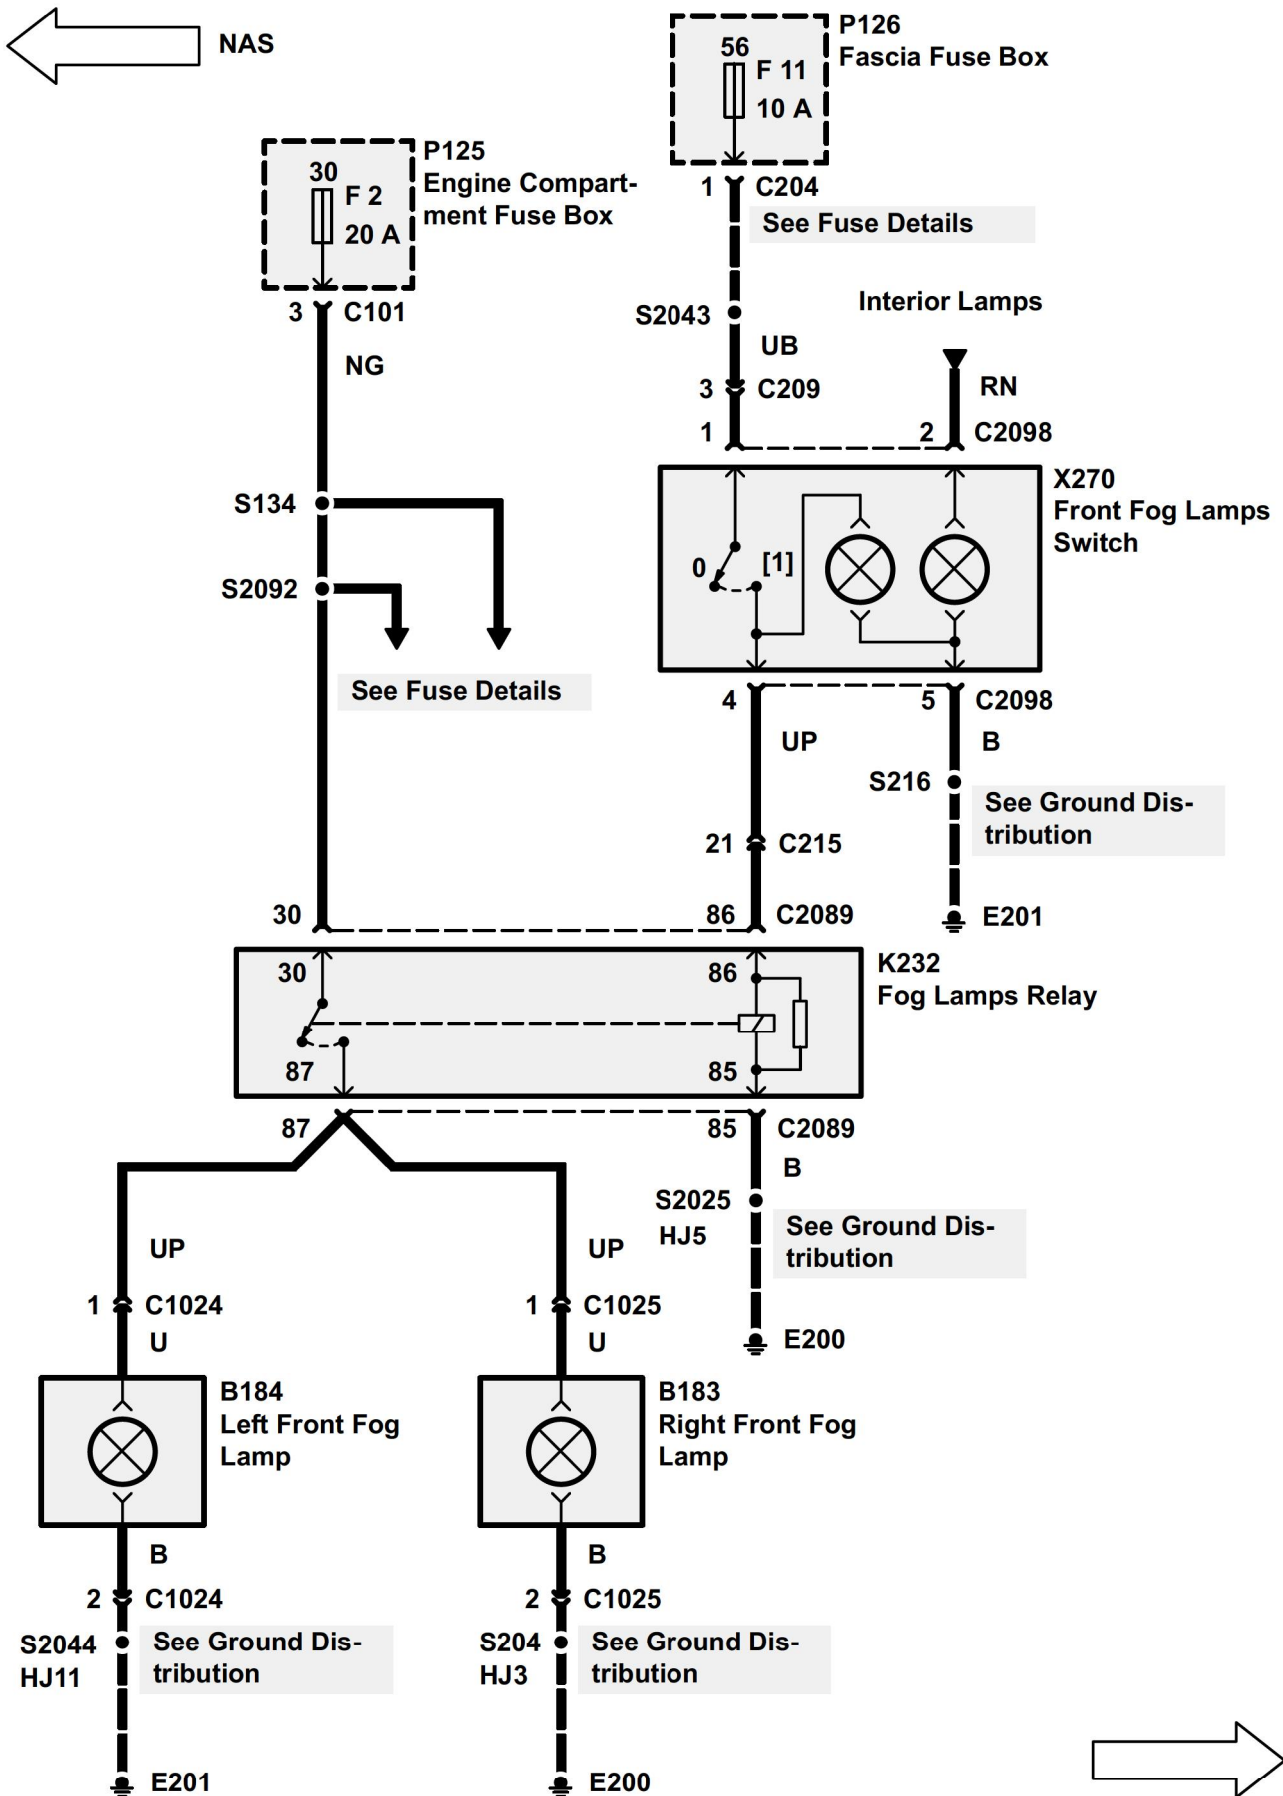 NAS
P126
Fascia Fuse Box
56
F 11
10 A
P125
Engine Compart-
ment Fuse Box
30
F 2
20 A
1 C204
See Fuse Details
3 C101
S2043
Interior Lamps
UB
NG
3 C209
RN
1
2 C2098
X270
Front Fog Lamps
Switch
S134
0
[1]
S2092
See Fuse Details
4
5 C2098
UP
B
S216
See Ground Dis-
tribution
21 C215
30
86 C2089
E201
K232
Fog Lamps Relay
30
86
87
85
87
85 C2089
B
S2025
HJ5
See Ground Dis-
tribution
UP
UP
1 C1024
1 C1025
U
U
E200
B184
Left Front Fog
Lamp
B183
Right Front Fog
Lamp
B
B
2 C1024
2 C1025
S2044
HJ11
See Ground Dis-
tribution
S204
HJ3
See Ground Dis-
tribution
E201
E200